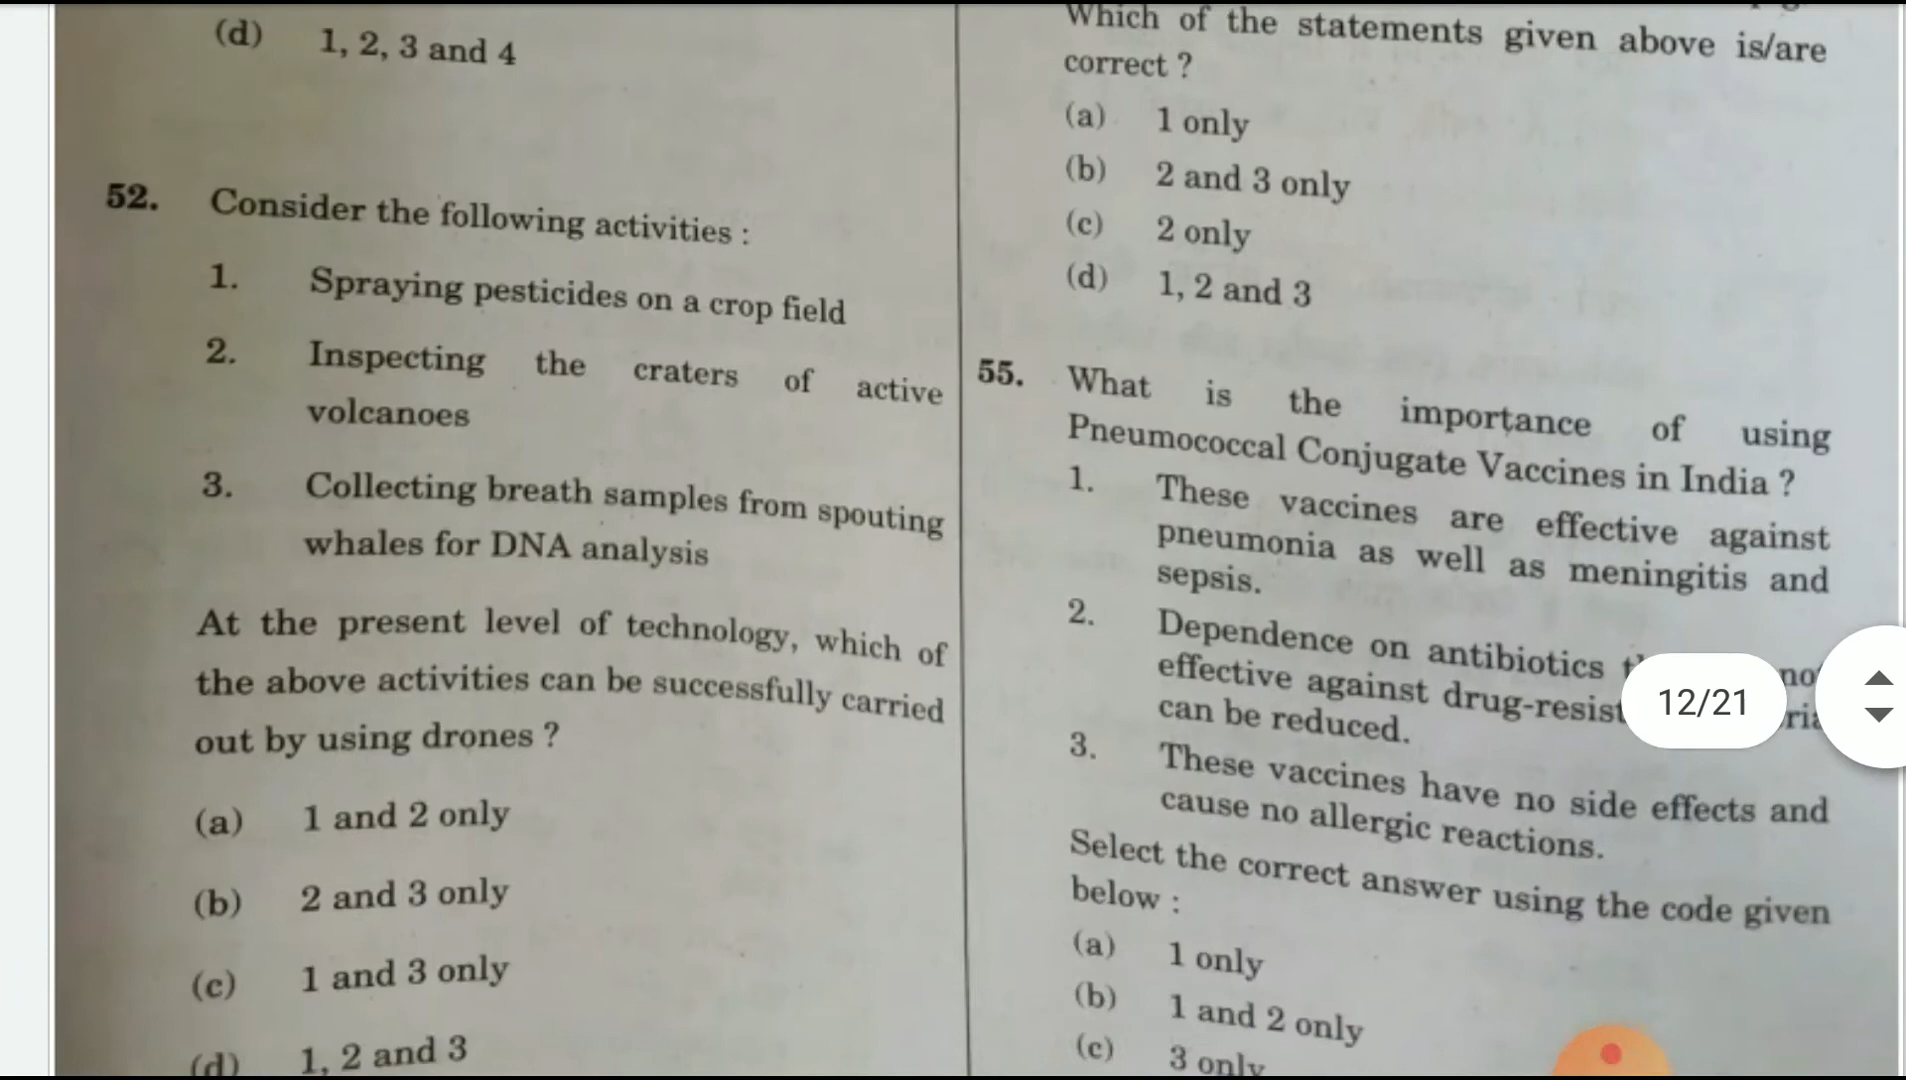 (d) 1, 2, 3 and 4
52. Consider the following activities :
1. Spraying pesticides on a crop field
2. Inspecting the craters of active
volcanoes
3. Collecting breath samples from spouting
whales for DNA analysis
At the present level of technology, which of
the above activities can be successfully carried
out by using drones ?
(a) 1 and 2 only
(b) 2 and 3 only
(c) 1 and 3 only
(d) 1, 2 and 3
Which of the statements given above is/are
correct ?
(a) 1 only
(b) 2 and 3 only
(c) 2 only
(d) 1, 2 and 3
55. What is the importance of using
Pneumococcal Conjugate Vaccines in India ?
1. These vaccines are effective against
pneumonia as well as meningitis and
sepsis.
2. Dependence on antibiotics
effective against
can be reduced.
3. These vaccines have no side effects and
cause no allergic reactions.
Select the correct answer using the code given
below :
(a) 1 only
(b) 1 and 2 only
(c) 3 only
12/21